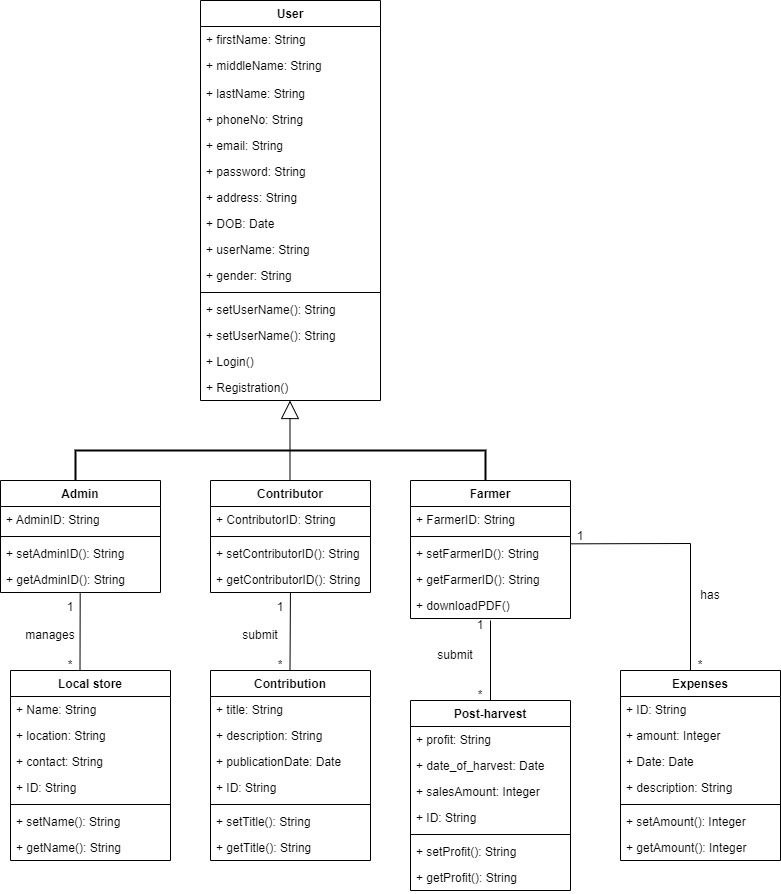 User
+ firstName: String
+ middleName: String
+ lastName: String
+ phoneNo: String
+ email: String
+ password: String
+ address: String
+ DOB: Date
+ userName: String
+ gender: String
+ setUserName(): String
+ setUserName(): String
+ Login()
+ Registration()
Admin
+ AdminID: String
+ setAdminID(): String
+ getAdminID(): String
Contributor
+ ContributorID: String
+ setContributorID(): String
+ getContributorID(): String
Farmer
+ FarmerID: String
+ setFarmerID(): String
+ getFarmerID(): String
+ downloadPDF()
1
manages
*
1
submit
*
1
submit
*
1
has
*
Local store
+ Name: String
+ location: String
+ contact: String
+ ID: String
+ setName(): String
+ getName(): String
Contribution
+ title: String
+ description: String
+ publicationDate: Date
+ ID: String
+ setTitle(): String
+ getTitle(): String
Post-harvest
+ profit: String
+ date_of_harvest: Date
+ salesAmount: Integer
+ ID: String
+ setProfit(): String
+ getProfit(): String
Expenses
+ ID: String
+ amount: Integer
+ Date: Date
+ description: String
+ setAmount(): Integer
+ getAmount(): Integer